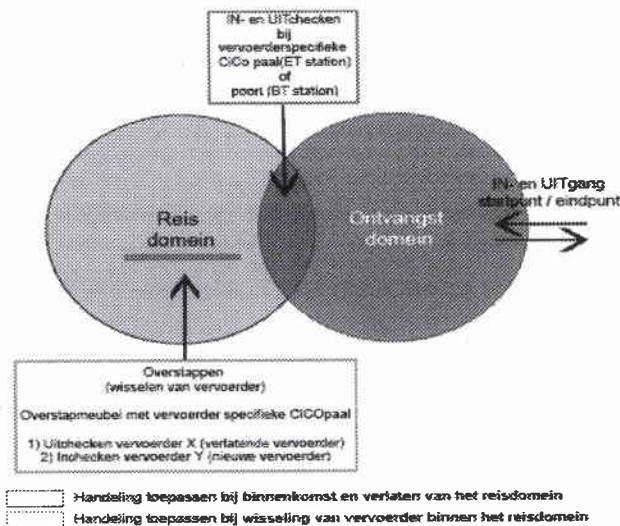 IN- en UITchecken
bij
vervoerderspecifieke
CiCo paal(ET station)
of
poort (BT station)
IN- en UITgang
startpunt / eindpunt
Reis
domein
Ontvangst
domein
Overstappen
(wisselen van vervoerder)
Overstapmeubel met vervoerder specifieke CICOpaal
1) Uitchecken vervoerder X (verlatende vervoerder)
2) Inchecken vervoerder Y (nieuwe vervoerder)
Handeling toepassen bij binnenkomst en verlaten van het reisdomein
Handeling toepassen bij wisseling van vervoerder binnen het reisdomein